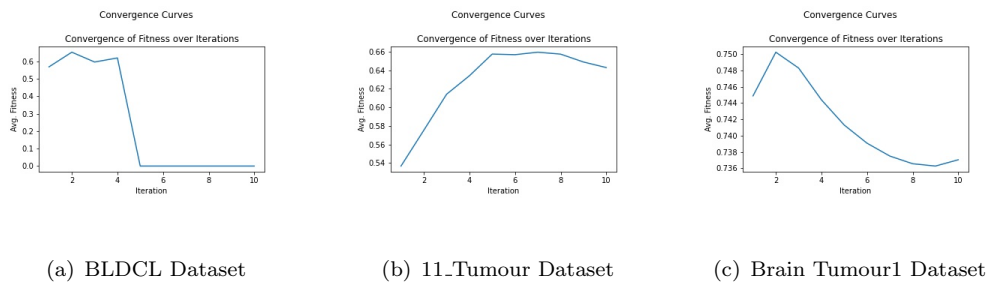 Convergence Curves
Convergence of Fitness over Iterations
Avg. Fitness
0.6
0.5
0.4
0.3
0.2
0.1
0.0
2 4 6 8 10
Iteration
(a) BLDCL Dataset
Convergence Curves
Convergence of Fitness over Iterations
Avg. Fitness
0.66
0.64
0.62
0.60
0.58
0.56
0.54
2 4 6 8 10
Iteration
(b) 11_Tumour Dataset
Convergence Curves
Convergence of Fitness over Iterations
Avg. Fitness
0.750
0.748
0.746
0.744
0.742
0.740
0.738
0.736
2 4 6 8 10
Iteration
(c) Brain Tumour1 Dataset